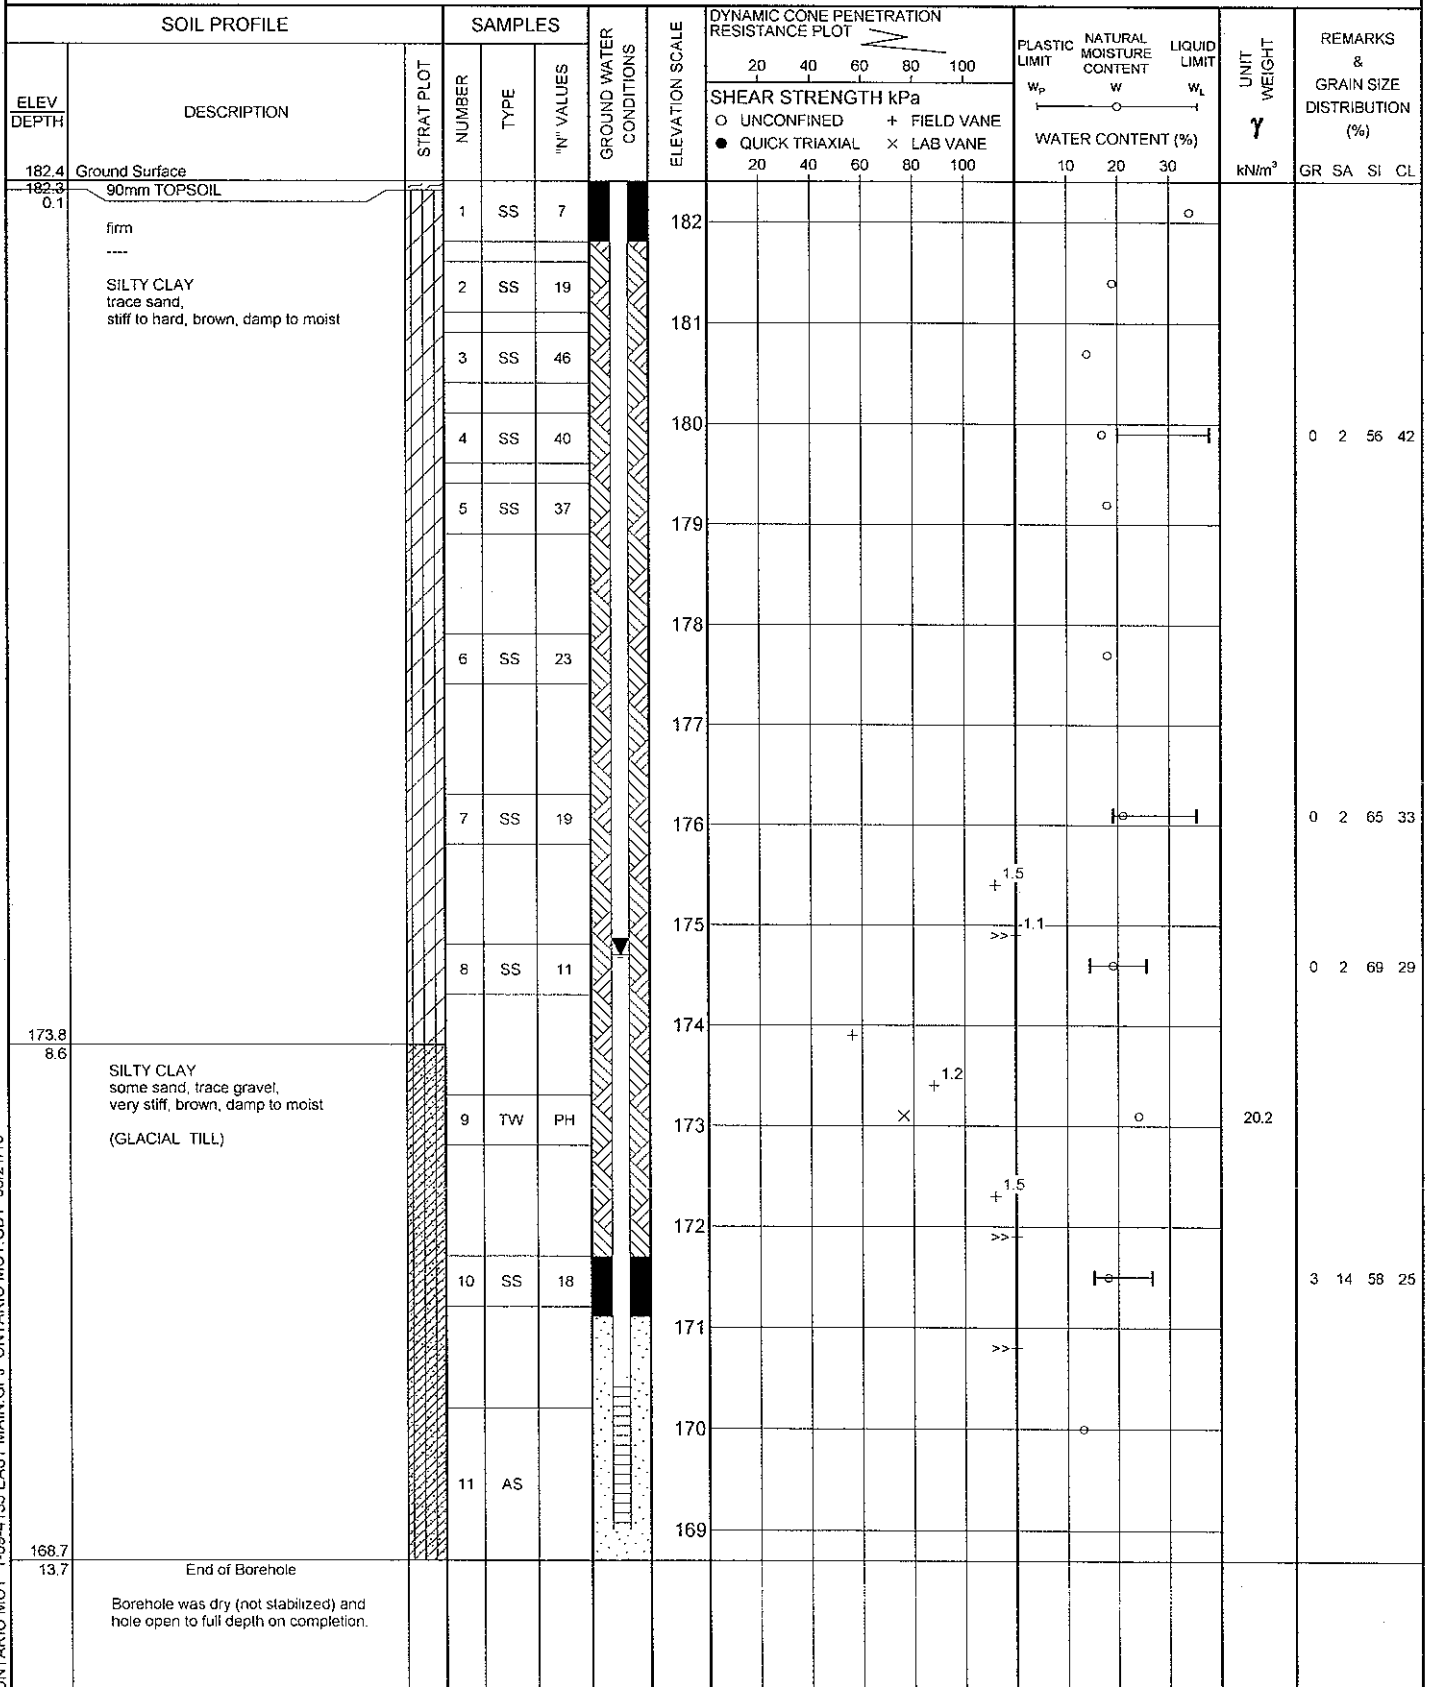 SOIL PROFILE
SAMPLES
ELEV
DEPTH
DESCRIPTION
STRAT PLOT
NUMBER
TYPE
"N" VALUES
GROUND WATER
CONDITIONS
ELEVATION SCALE
DYNAMIC CONE PENETRATION
RESISTANCE PLOT
20 40 60 80 100
SHEAR STRENGTH kPa
O UNCONFINED + FIELD VANE
● QUICK TRIAXIAL × LAB VANE
20 40 60 80 100
PLASTIC LIMIT
NATURAL MOISTURE CONTENT
LIQUID LIMIT
WP W WL
WATER CONTENT (%)
10 20 30
UNIT WEIGHT
γ
kN/m³
REMARKS
&
GRAIN SIZE
DISTRIBUTION
(%)
GR SA SI CL
182.4 Ground Surface
182.3 90mm TOPSOIL
0.1
firm
----
SILTY CLAY
trace sand,
stiff to hard, brown, damp to moist
1 SS 7
182
2 SS 19
181
3 SS 46
180
4 SS 40
0 2 56 42
5 SS 37
179
178
6 SS 23
177
7 SS 19
176
0 2 65 33
1.5
175
1.1
>>
8 SS 11
0 2 69 29
174
173.8
8.6
SILTY CLAY
some sand, trace gravel,
very stiff, brown, damp to moist
(GLACIAL TILL)
1.2
9 TW PH
173
20.2
1.5
172
>>
10 SS 18
3 14 58 25
171
>>
170
11 AS
169
168.7
13.7
End of Borehole
Borehole was dry (not stabilized) and
hole open to full depth on completion.